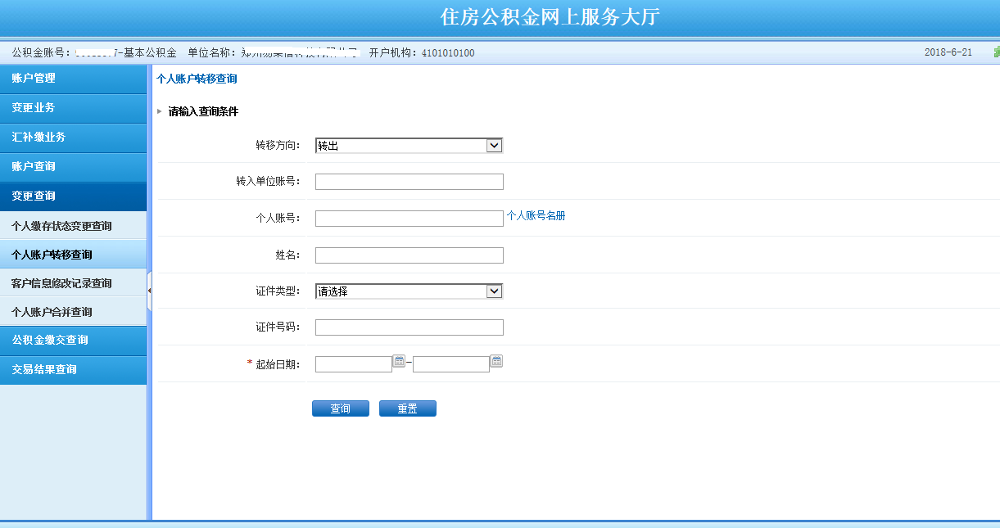 住房公积金网上服务大厅
公积金账号： 7-基本公积金 单位名称： 开户机构：4101010100 2018-6-21
账户管理
变更业务
汇补缴业务
账户查询
变更查询
个人缴存状态变更查询
个人账户转移查询
客户信息修改记录查询
个人账户合并查询
公积金缴交查询
交易结果查询
个人账户转移查询
请输入查询条件
转移方向： 转出
转入单位账号：
个人账号： 个人账号名册
姓名：
证件类型： 请选择
证件号码：
* 起始日期： －
查询 重置